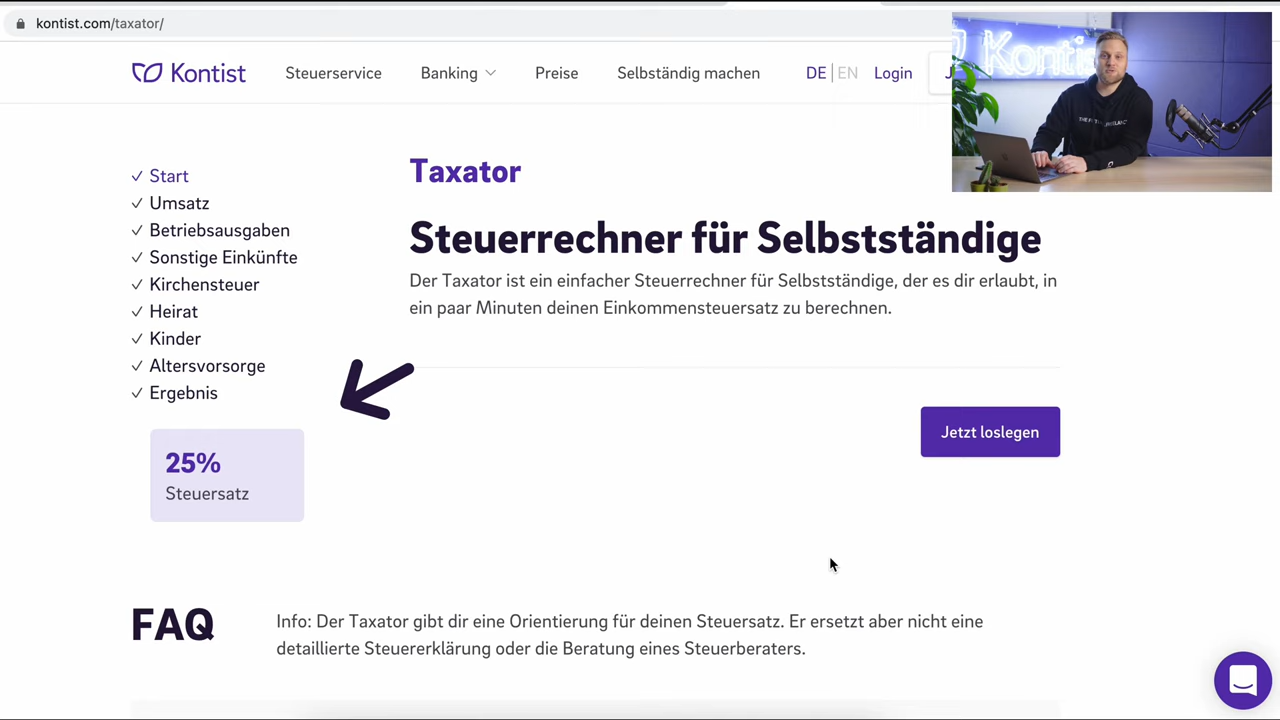 kontist.com/taxator/
Kontist
Steuerservice
Banking
Preise
Selbständig machen
DE | EN
Login
J
Konti
Start
Umsatz
Betriebsausgaben
Sonstige Einkünfte
Kirchensteuer
Heirat
Kinder
Altersvorsorge
Ergebnis
25%
Steuersatz
Taxator
Steuerrechner für Selbstständige
Der Taxator ist ein einfacher Steuerrechner für Selbstständige, der es dir erlaubt, in
ein paar Minuten deinen Einkommensteuersatz zu berechnen.
Jetzt loslegen
FAQ
Info: Der Taxator gibt dir eine Orientierung für deinen Steuersatz. Er ersetzt aber nicht eine
detaillierte Steuererklärung oder die Beratung eines Steuerberaters.